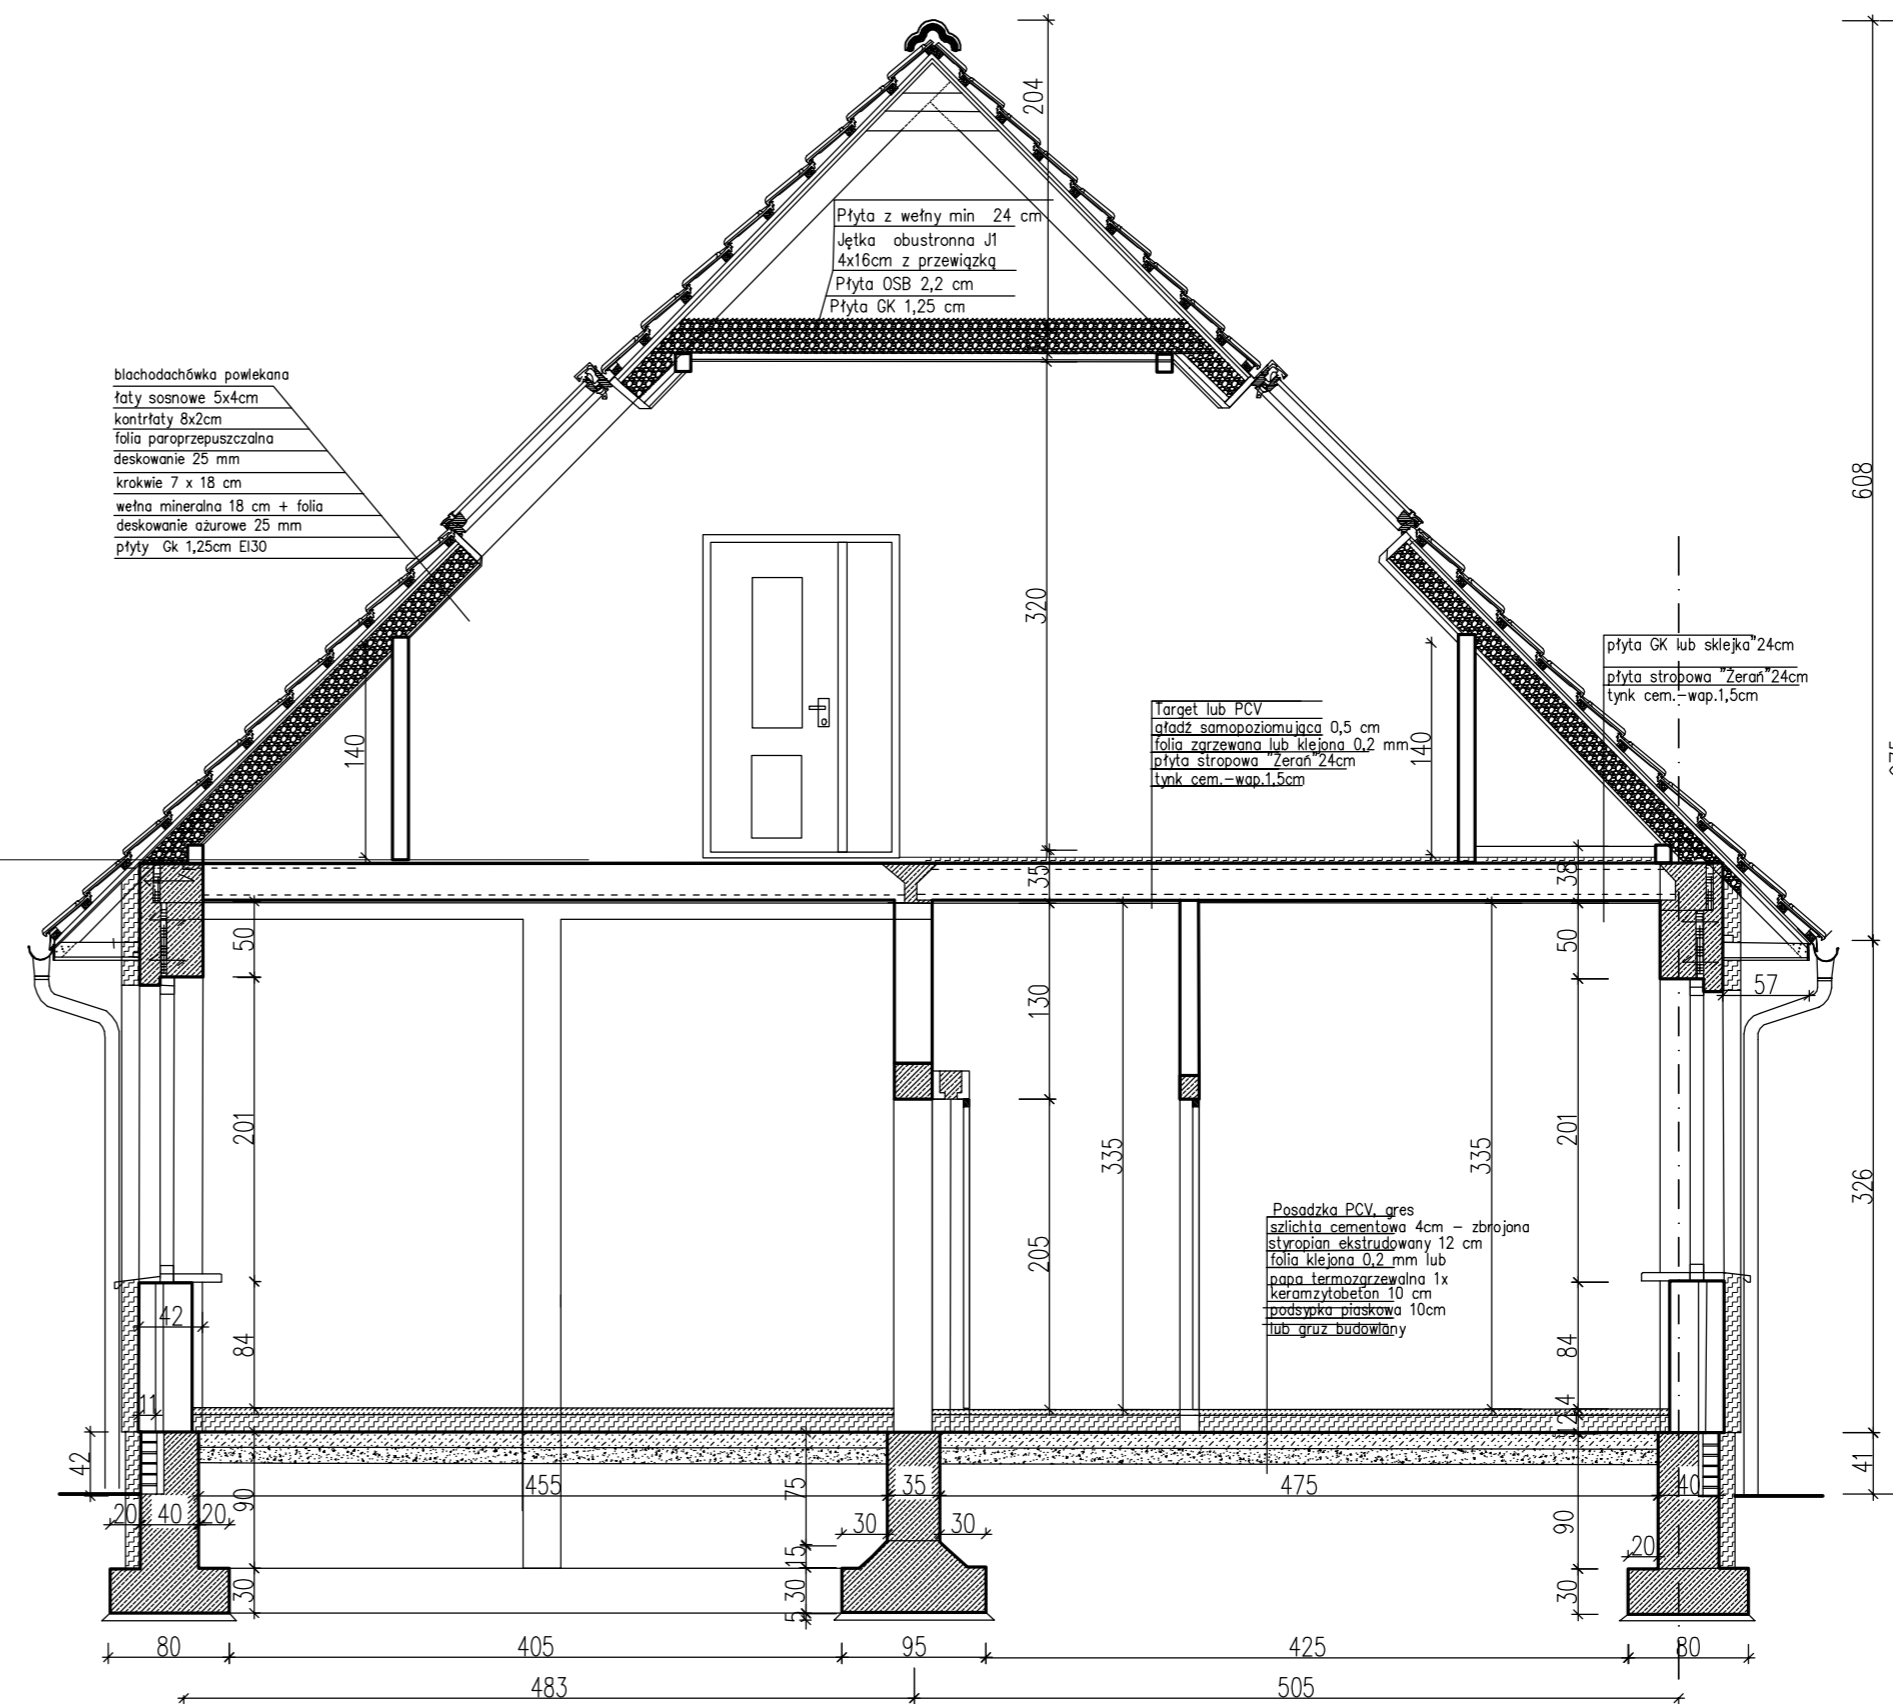 204
Płyta z wełny min 24 cm
Jętka obustronna J1
4x16cm z przewiązką
Płyta OSB 2,2 cm
Płyta GK 1,25 cm
blachodachówka powlekana
łaty sosnowe 5x4cm
kontrłaty 8x2cm
folia paroprzepuszczalna
deskowanie 25 mm
krokwie 7 x 18 cm
wełna mineralna 18 cm + folia
deskowanie ażurowe 25 mm
płyty Gk 1,25cm EI30
608
320
płyta GK lub sklejka"24cm
płyta stropowa "Żerań"24cm
tynk cem.-wap.1,5cm
Target lub PCV
gładź samopoziomująca 0,5 cm
folia zgrzewana lub klejona 0,2 mm
płyta stropowa "Żerań"24cm
tynk cem.-wap.1,5cm
140
140
35
38
50
50
57
130
201
201
335
335
326
205
Posadzka PCV, gres
szlichta cementowa 4cm - zbrojona
styropian ekstrudowany 12 cm
folia klejona 0,2 mm lub
papa termozgrzewalna 1x
keramzytobeton 10 cm
podsypka piaskowa 10cm
lub gruz budowlany
42
84
84
11
4
12
42
41
455
35
475
40
75
90
90
20
40
20
30
30
20
15
30
30
30
5
80
405
95
425
80
483
505